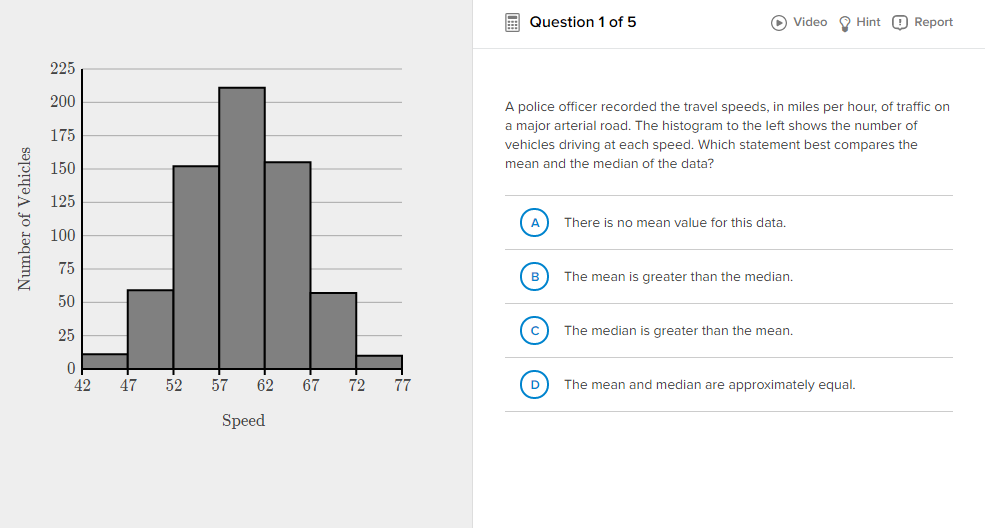 225
200
175
150
125
100
75
50
25
0
Number of Vehicles
42 47 52 57 62 67 72 77
Speed
Question 1 of 5
Video Hint Report
A police officer recorded the travel speeds, in miles per hour, of traffic on
a major arterial road. The histogram to the left shows the number of
vehicles driving at each speed. Which statement best compares the
mean and the median of the data?
A There is no mean value for this data.
B The mean is greater than the median.
C The median is greater than the mean.
D The mean and median are approximately equal.